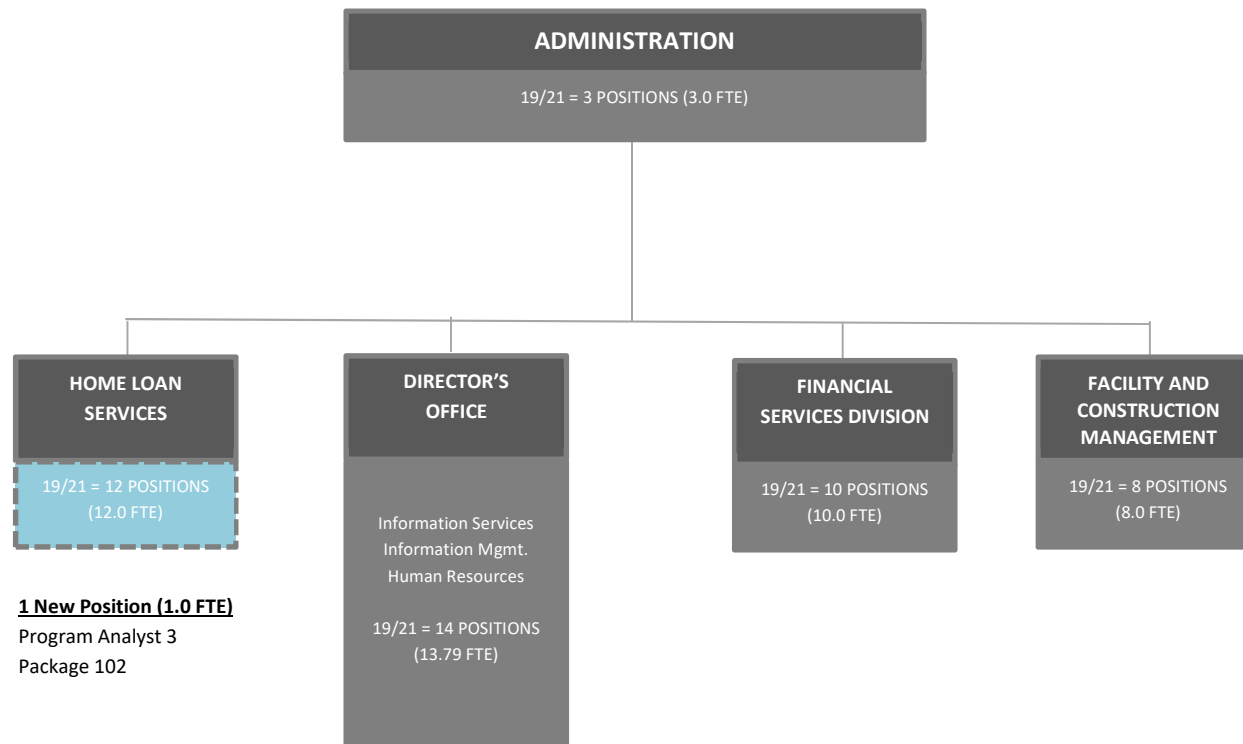 ADMINISTRATION
19/21 = 3 POSITIONS (3.0 FTE)
HOME LOAN
SERVICES
19/21 = 12 POSITIONS
(12.0 FTE)
1 New Position (1.0 FTE)
Program Analyst 3
Package 102
DIRECTOR’S
OFFICE
Information Services
Information Mgmt.
Human Resources
19/21 = 14 POSITIONS
(13.79 FTE)
FINANCIAL
SERVICES DIVISION
19/21 = 10 POSITIONS
(10.0 FTE)
FACILITY AND
CONSTRUCTION
MANAGEMENT
19/21 = 8 POSITIONS
(8.0 FTE)